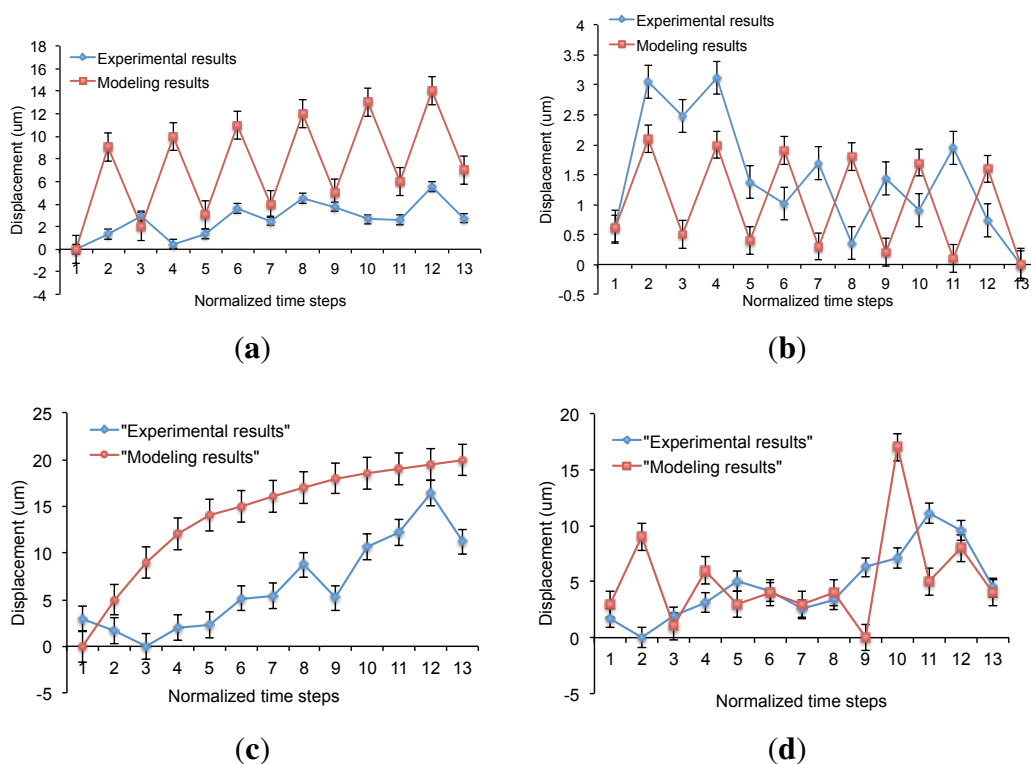 18
16
14
12
10
8
6
4
2
0
-2
-4
Displacement (um)
Experimental results
Modeling results
1 2 3 4 5 6 7 8 9 10 11 12 13
Normalized time steps
(a)
4
3.5
3
2.5
2
1.5
1
0.5
0
-0.5
Displacement (um)
Experimental results
Modeling results
1 2 3 4 5 6 7 8 9 10 11 12 13
Normalized time steps
(b)
25
20
15
10
5
0
-5
Displacement (um)
"Experimental results"
"Modeling results"
1 2 3 4 5 6 7 8 9 10 11 12 13
Normalized time steps
(c)
20
15
10
5
0
-5
Displacement (um)
"Experimental results"
"Modeling results"
1 2 3 4 5 6 7 8 9 10 11 12 13
Normalized time steps
(d)